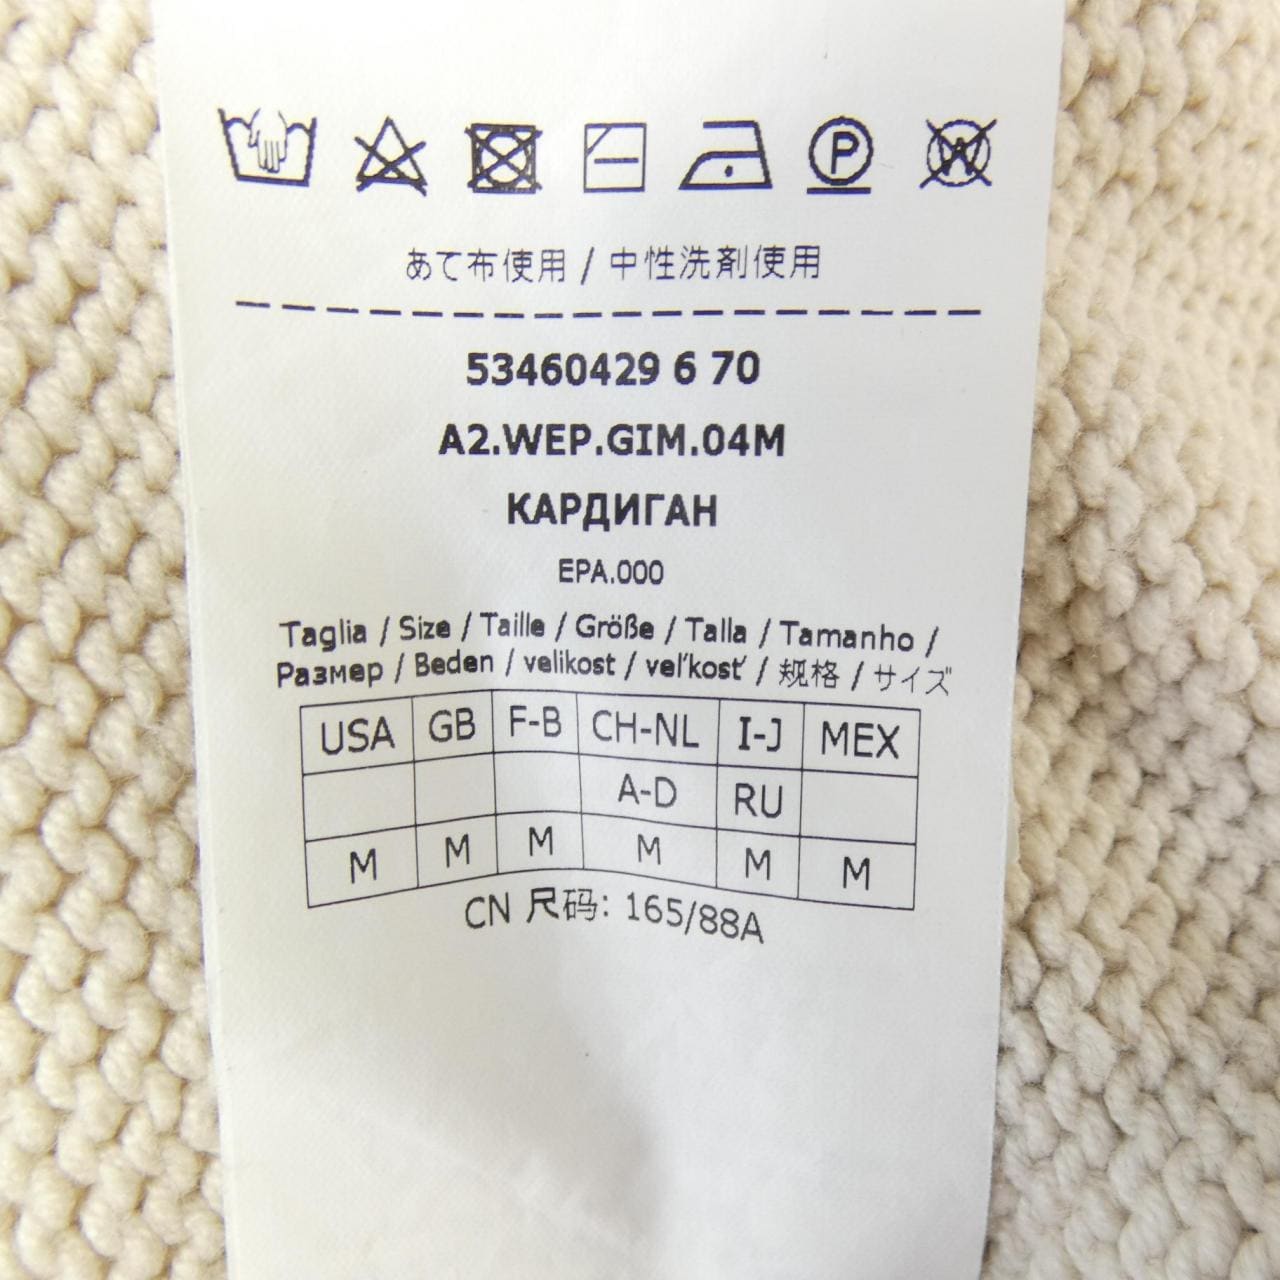 P W
あて布使用 / 中性洗剤使用
53460429 6 70
A2.WEP.GIM.04M
КАРДИГАН
EPA.000
Taglia / Size / Taille / Größe / Talla / Tamanho /
Размер / Beden / velikost / veľkosť / 规格 / サイズ
USA GB F-B CH-NL I-J MEX
A-D RU
M M M M M M
CN 尺码: 165/88A